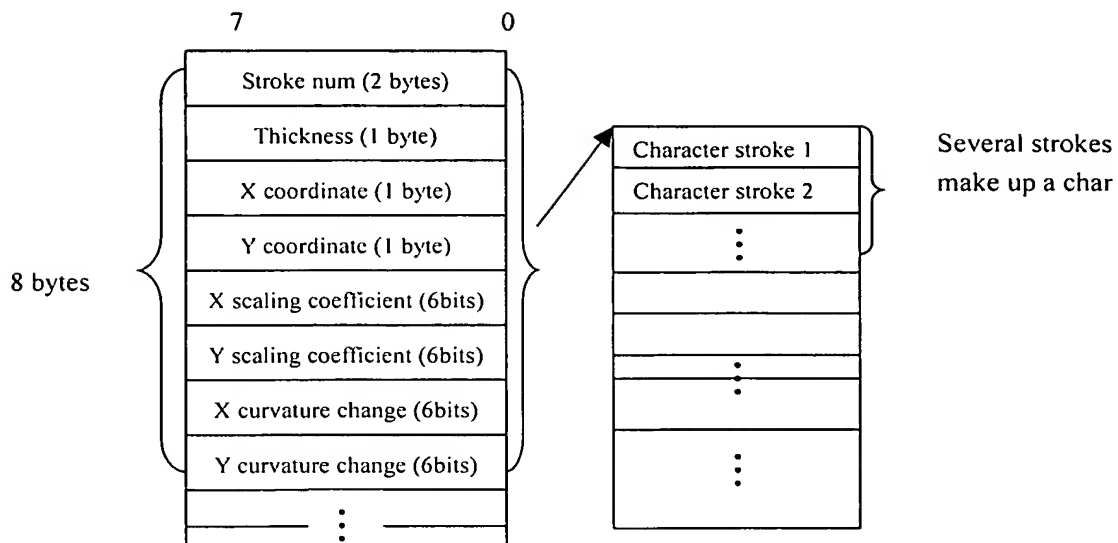 7 0
Stroke num (2 bytes)
Thickness (1 byte)
X coordinate (1 byte)
Y coordinate (1 byte)
X scaling coefficient (6bits)
Y scaling coefficient (6bits)
X curvature change (6bits)
Y curvature change (6bits)
8 bytes
Character stroke 1
Character stroke 2
Several strokes
make up a char